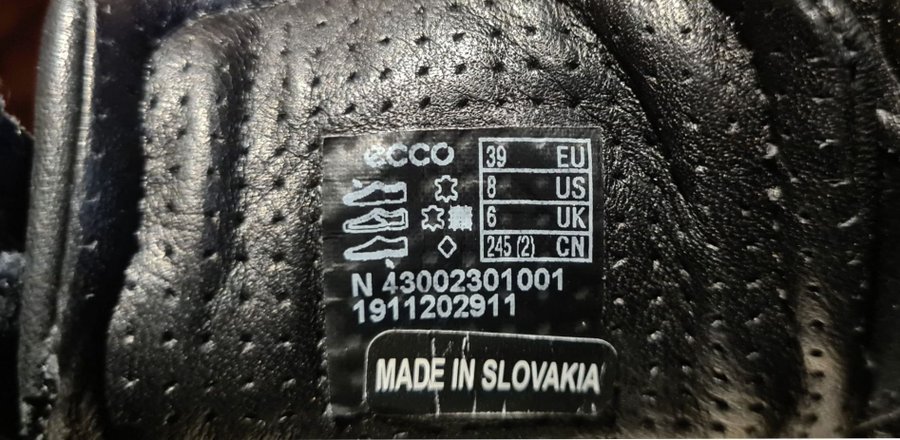 ecco
39 EU
8 US
6 UK
245 (2) CN
N 43002301001
1911202911
MADE IN SLOVAKIA